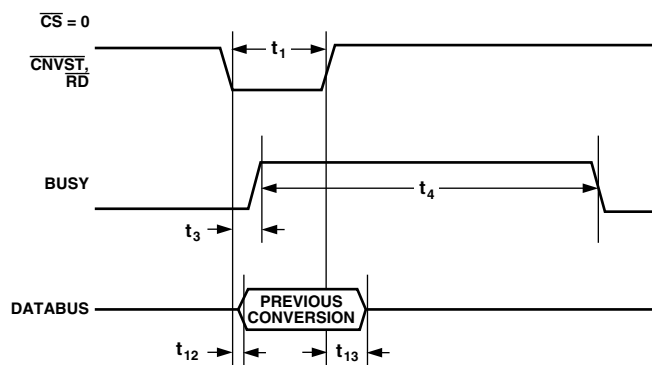 CS = 0
t1
CNVST,
RD
BUSY
t4
t3
DATABUS
PREVIOUS
CONVERSION
t12
t13